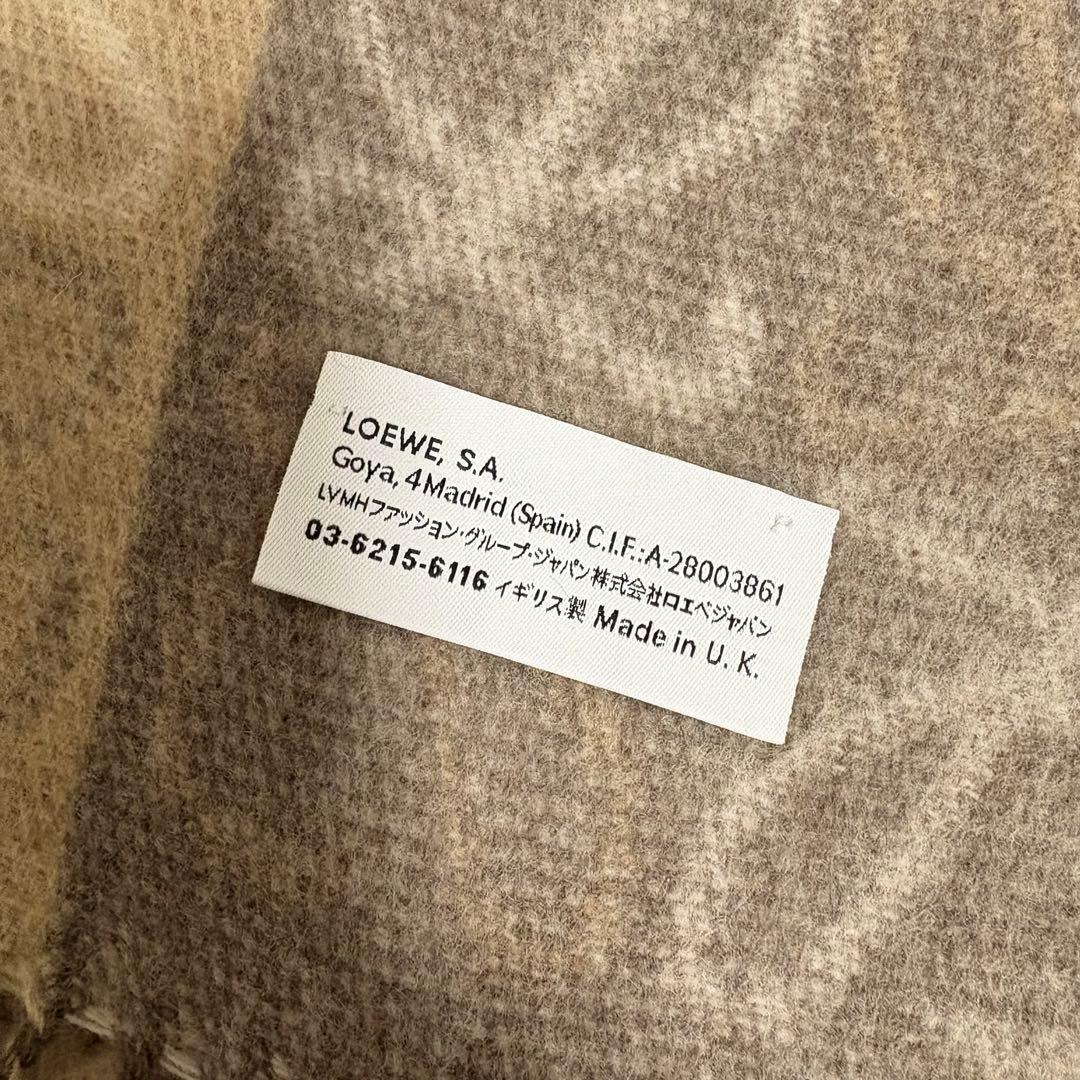 LOEWE, S.A.
Goya, 4 Madrid (Spain) C.I.F.:A-28003861
LVMHファッション・グループ・ジャパン株式会社ロエベジャパン
03-6215-6116 イギリス製 Made in U. K.